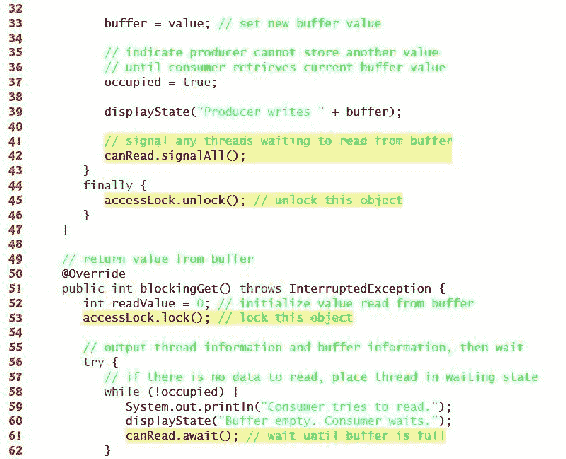 32
33 buffer = value; // set new buffer value
34
35 // indicate producer cannot store another value
36 // until consumer retrieves current buffer value
37 occupied = true;
38
39 displayState("Producer writes " + buffer);
40
41 // signal any threads waiting to read from buffer
42 canRead.signalAll();
43 }
44 finally {
45 accessLock.unlock(); // unlock this object
46 }
47 }
48
49 // return value from buffer
50 @Override
51 public int blockingGet() throws InterruptedException {
52 int readValue = 0; // initialize value read from buffer
53 accessLock.lock(); // lock this object
54
55 // output thread information and buffer information, then wait
56 try {
57 // if there is no data to read, place thread in waiting state
58 while (!occupied) {
59 System.out.println("Consumer tries to read.");
60 displayState("Buffer empty. Consumer waits.");
61 canRead.await(); // wait until buffer is full
62 }